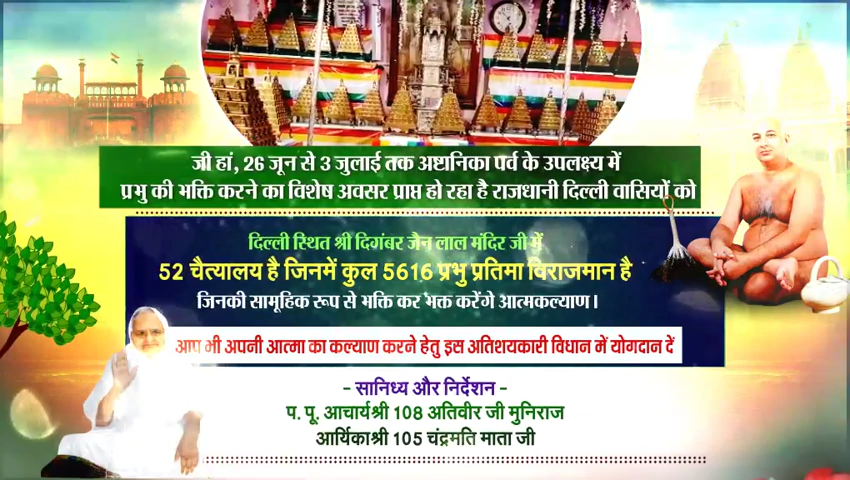 जी हां, 26 जून से 3 जुलाई तक अष्टानिका पर्व के उपलक्ष्य में
प्रभु की भक्ति करने का विशेष अवसर प्राप्त हो रहा है राजधानी दिल्ली वासियों को
दिल्ली स्थित श्री दिगंबर जैन लाल मंदिर जी में
52 चैत्यालय है जिनमें कुल 5616 प्रभु प्रतिमा विराजमान है
जिनकी सामूहिक रूप से भक्ति कर भक्त करेंगे आत्मकल्याण।
आप भी अपनी आत्मा का कल्याण करने हेतु इस अतिशयकारी विधान में योगदान दें
- सानिध्य और निर्देशन -
प. पू. आचार्यश्री 108 अतिवीर जी मुनिराज
आर्यिकाश्री 105 चंद्रमति माता जी